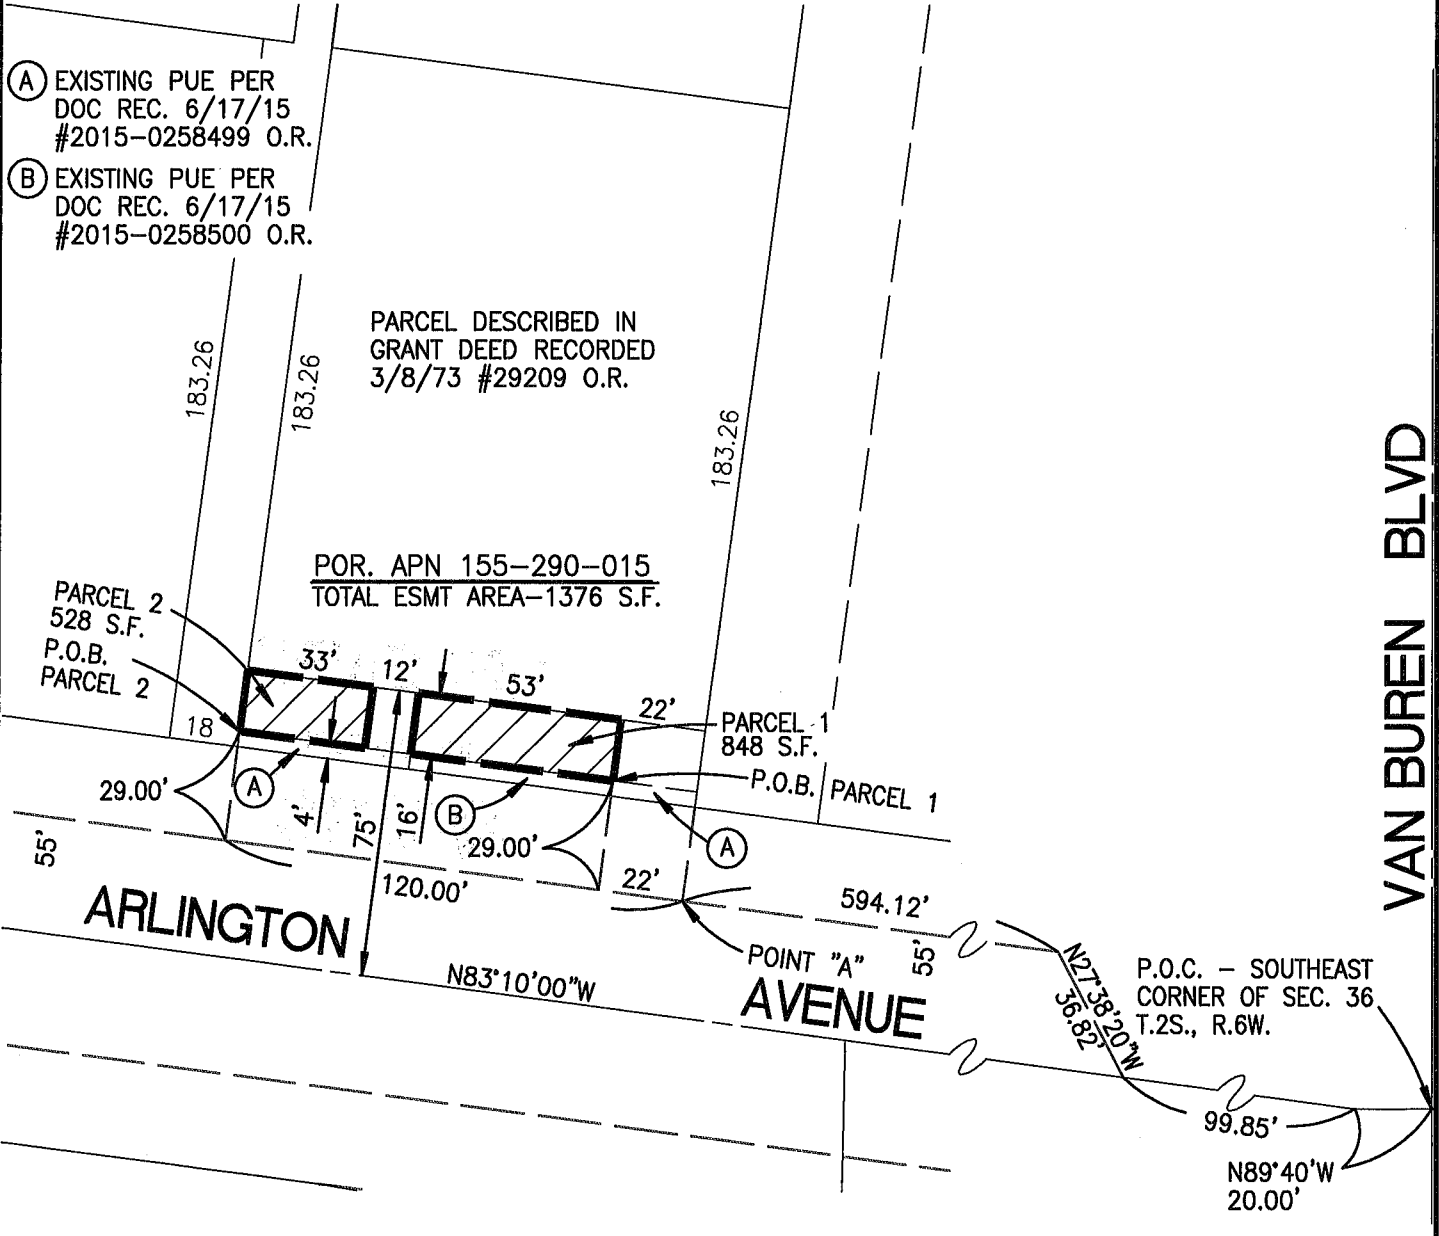 A EXISTING PUE PER
DOC REC. 6/17/15
#2015-0258499 O.R.
B EXISTING PUE PER
DOC REC. 6/17/15
#2015-0258500 O.R.
PARCEL DESCRIBED IN
GRANT DEED RECORDED
3/8/73 #29209 O.R.
183.26
183.26
183.26
POR. APN 155-290-015
TOTAL ESMT AREA-1376 S.F.
PARCEL 2
528 S.F.
P.O.B.
PARCEL 2
33'
12'
53'
22'
PARCEL 1
848 S.F.
P.O.B. PARCEL 1
18
29.00'
A
4'
75'
16'
B
29.00'
A
55'
120.00'
22'
594.12'
55'
POINT "A"
ARLINGTON
AVENUE
N83°10'00"W
N27°38'20"W
36.82'
P.O.C. - SOUTHEAST
CORNER OF SEC. 36
T.2S., R.6W.
99.85'
N89°40'W
20.00'
VAN BUREN BLVD